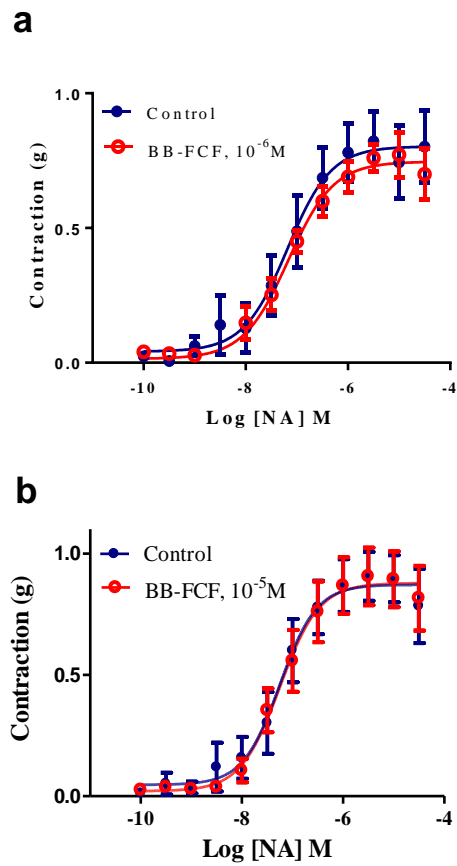 a
1.0
Control
BB-FCF, 10⁻⁶M
Contraction (g)
0.5
0.0
-10 -8 -6 -4
Log [NA] M
b
1.0
Control
BB-FCF, 10⁻⁵M
Contraction (g)
0.5
0.0
-10 -8 -6 -4
Log [NA] M